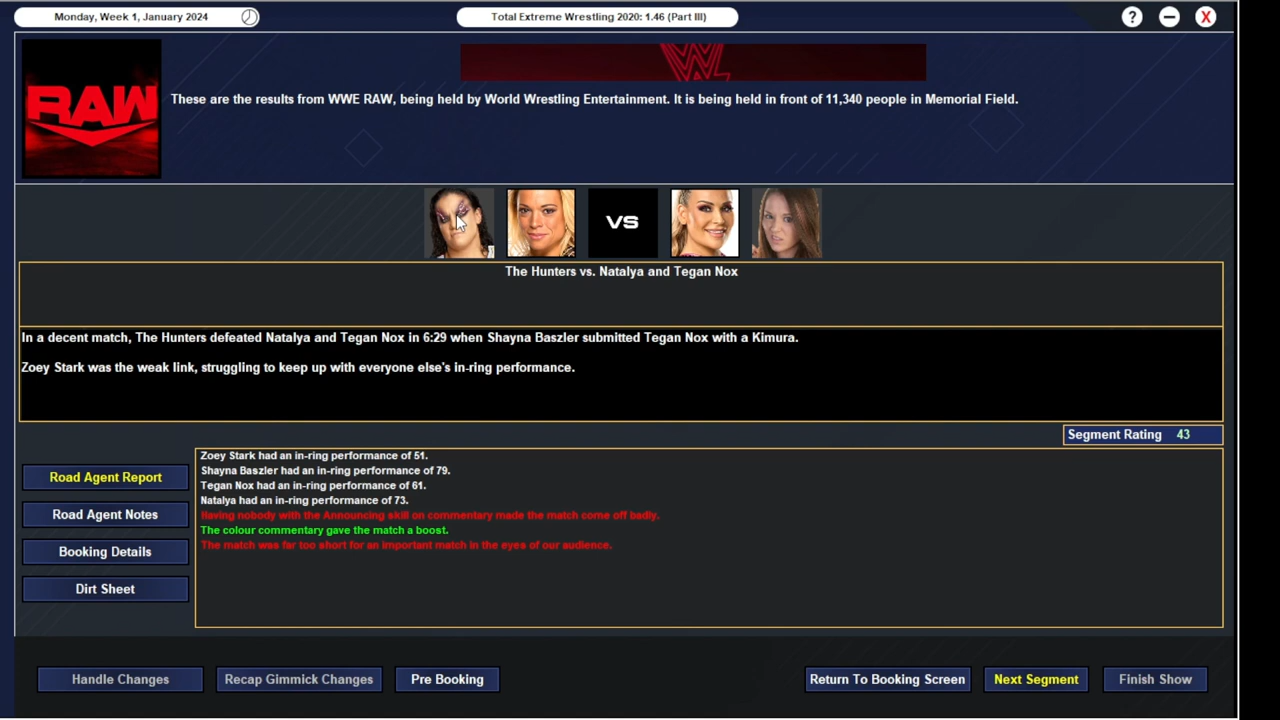 Monday, Week 1, January 2024
Total Extreme Wrestling 2020: 1.46 (Part III)
?
X
RAW
W
These are the results from WWE RAW, being held by World Wrestling Entertainment. It is being held in front of 11,340 people in Memorial Field.
VS
The Hunters vs. Natalya and Tegan Nox
In a decent match, The Hunters defeated Natalya and Tegan Nox in 6:29 when Shayna Baszler submitted Tegan Nox with a Kimura.
Zoey Stark was the weak link, struggling to keep up with everyone else's in-ring performance.
Segment Rating 43
Road Agent Report
Road Agent Notes
Booking Details
Dirt Sheet
Zoey Stark had an in-ring performance of 51.
Shayna Baszler had an in-ring performance of 79.
Tegan Nox had an in-ring performance of 61.
Natalya had an in-ring performance of 73.
Having nobody with the Announcing skill on commentary made the match come off badly.
The colour commentary gave the match a boost.
The match was far too short for an important match in the eyes of our audience.
Handle Changes
Recap Gimmick Changes
Pre Booking
Return To Booking Screen
Next Segment
Finish Show